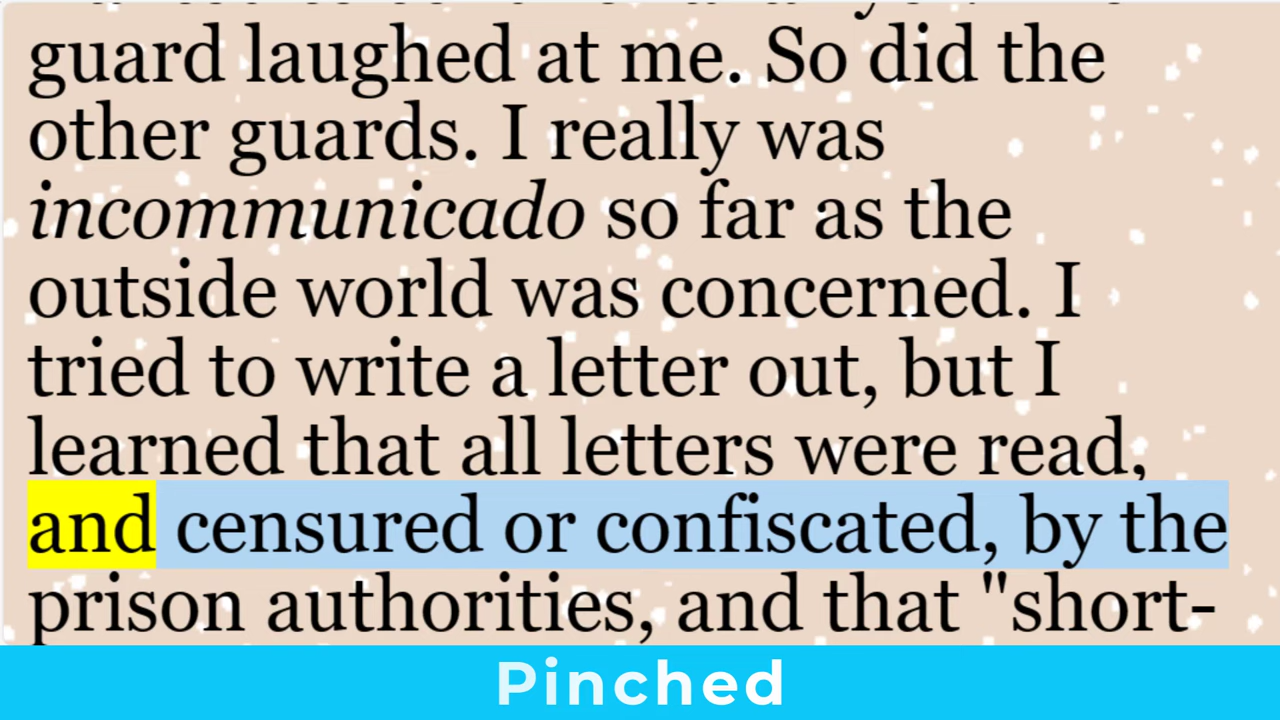 guard laughed at me. So did the
other guards. I really was
incommunicado so far as the
outside world was concerned. I
tried to write a letter out, but I
learned that all letters were read,
and censured or confiscated, by the
prison authorities, and that "short-
Pinched